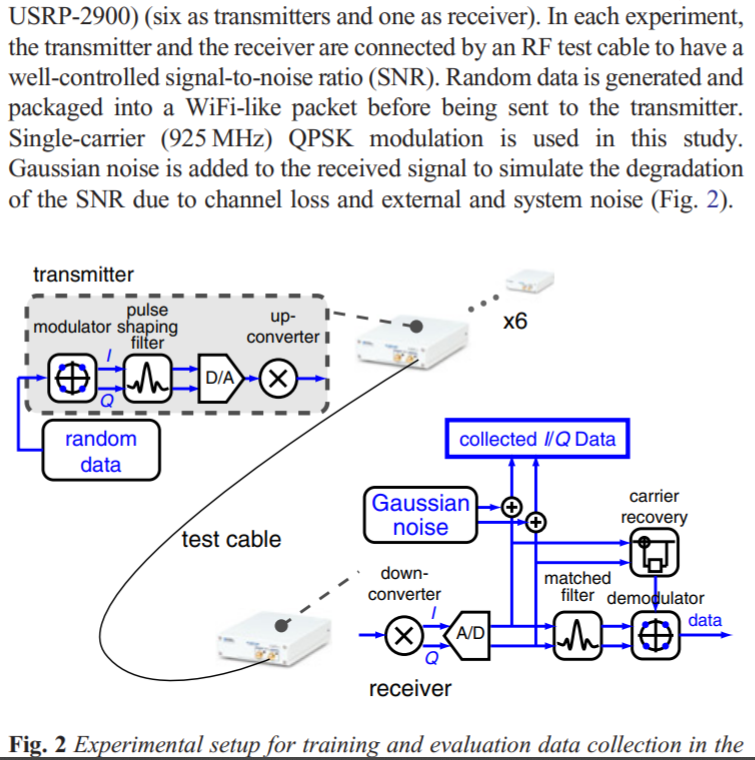 USRP-2900) (six as transmitters and one as receiver). In each experiment,
the transmitter and the receiver are connected by an RF test cable to have a
well-controlled signal-to-noise ratio (SNR). Random data is generated and
packaged into a WiFi-like packet before being sent to the transmitter.
Single-carrier (925 MHz) QPSK modulation is used in this study.
Gaussian noise is added to the received signal to simulate the degradation
of the SNR due to channel loss and external and system noise (Fig. 2).
transmitter
modulator
pulse
shaping
filter
up-
converter
I
Q
D/A
x6
random
data
collected I/Q Data
Gaussian
noise
carrier
recovery
test cable
down-
converter
I
Q
A/D
matched
filter
demodulator
data
receiver
Fig. 2 Experimental setup for training and evaluation data collection in the